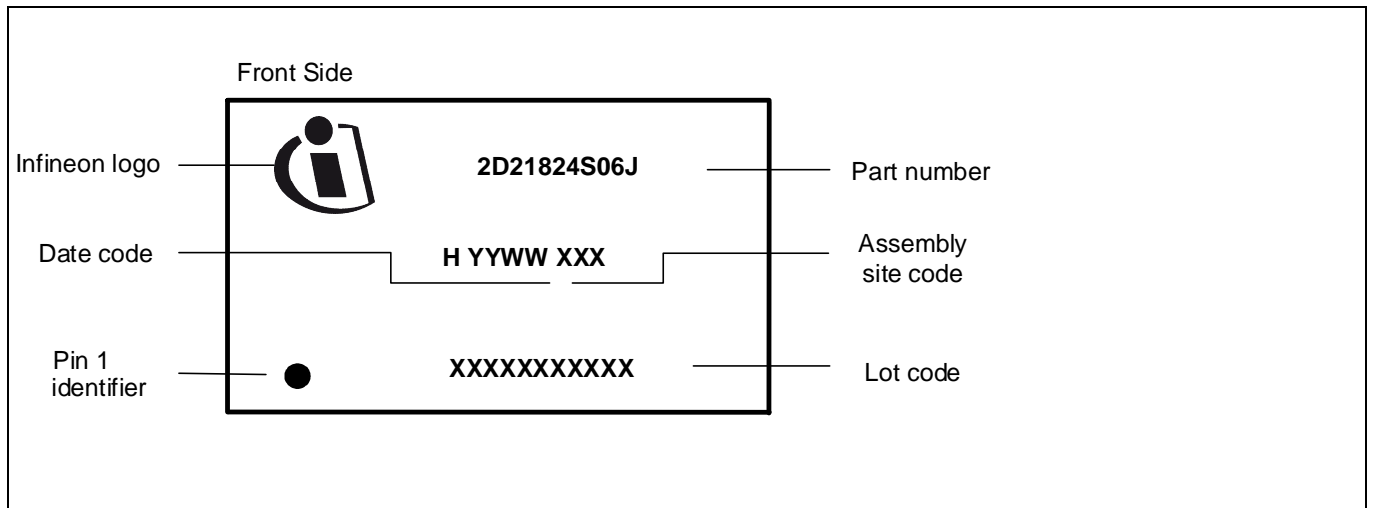 Front Side
Infineon logo
2D21824S06J
Part number
Date code
H YYWW XXX
Assembly
site code
Pin 1
identifier
XXXXXXXXXXX
Lot code